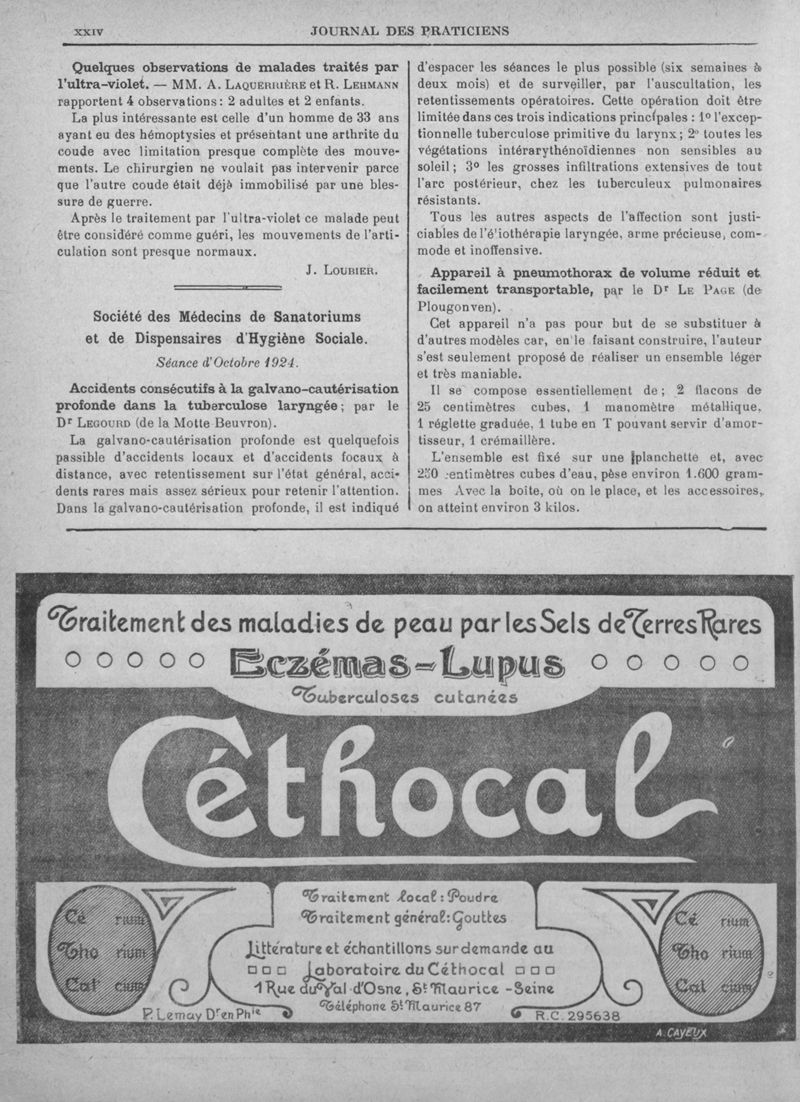 XXIV JOURNAL DES PRATICIENS
Quelques observations de malades traités par
l'ultra-violet. — MM. A. LAQUERRIÈRE et R. LEHMANN
rapportent 4 observations : 2 adultes et 2 enfants.
La plus intéressante est celle d'un homme de 33 ans
ayant eu des hémoptysies et présentant une arthrite du
coude avec limitation presque complète des mouve-
ments. Le chirurgien ne voulait pas intervenir parce
que l'autre coude était déjà immobilisé par une bles-
sure de guerre.
Après le traitement par l'ultra-violet ce malade peut
être considéré comme guéri, les mouvements de l'arti-
culation sont presque normaux.
J. LOUBIER.
Société des Médecins de Sanatoriums
et de Dispensaires d'Hygiène Sociale.
Séance d'Octobre 1924.
Accidents consécutifs à la galvano-cautérisation
profonde dans la tuberculose laryngée ; par le
Dr LEGOURD (de la Motte Beuvron).
La galvano-cautérisation profonde est quelquefois
passible d'accidents locaux et d'accidents focaux à
distance, avec retentissement sur l'état général, acci-
dents rares mais assez sérieux pour retenir l'attention.
Dans la galvano-cautérisation profonde, il est indiqué
d'espacer les séances le plus possible (six semaines à
deux mois) et de surveiller, par l'auscultation, les
retentissements opératoires. Cette opération doit être
limitée dans ces trois indications principales : 1º l'excep-
tionnelle tuberculose primitive du larynx ; 2º toutes les
végétations intérarythénoïdiennes non sensibles au
soleil ; 3º les grosses infiltrations extensives de tout
l'arc postérieur, chez les tuberculeux pulmonaires
résistants.
Tous les autres aspects de l'affection sont justi-
ciables de l'é'iothérapie laryngée, arme précieuse, com-
mode et inoffensive.
Appareil à pneumothorax de volume réduit et
facilement transportable, par le Dr LE PAGE (de
Plougonven).
Cet appareil n'a pas pour but de se substituer à
d'autres modèles car, en le faisant construire, l'auteur
s'est seulement proposé de réaliser un ensemble léger
et très maniable.
Il se compose essentiellement de ; 2 flacons de
25 centimètres cubes, 1 manomètre métallique,
1 réglette graduée, 1 tube en T pouvant servir d'amor-
tisseur, 1 crémaillère.
L'ensemble est fixé sur une planchette et, avec
250 centimètres cubes d'eau, pèse environ 1.600 gram-
mes Avec la boîte, où on le place, et les accessoires,
on atteint environ 3 kilos.
Traitement des maladies de peau par les Sels de Terres Rares
Eczémas - Lupus
Tuberculoses cutanées
Céthocal
Traitement local : Poudre
Traitement général : Gouttes
Littérature et échantillons sur demande au
Laboratoire du Céthocal
1 Rue du Val d'Osne, St Maurice - Seine
Téléphone St Maurice 87
Cé rium
Tho rium
Cal cium
P. Lemay Dr en Phie
Cé rium
Tho rium
Cal cium
R.C. 295638
A. CAYEUX